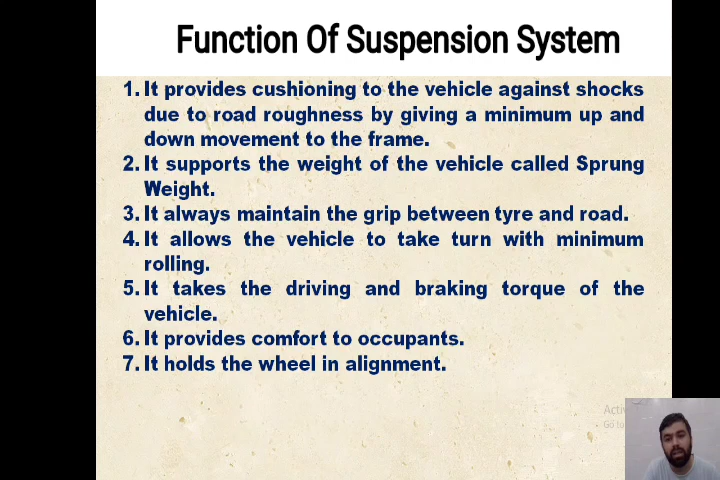 Function Of Suspension System
1. It provides cushioning to the vehicle against shocks
due to road roughness by giving a minimum up and
down movement to the frame.
2. It supports the weight of the vehicle called Sprung
Weight.
3. It always maintain the grip between tyre and road.
4. It allows the vehicle to take turn with minimum
rolling.
5. It takes the driving and braking torque of the
vehicle.
6. It provides comfort to occupants.
7. It holds the wheel in alignment.
Go to